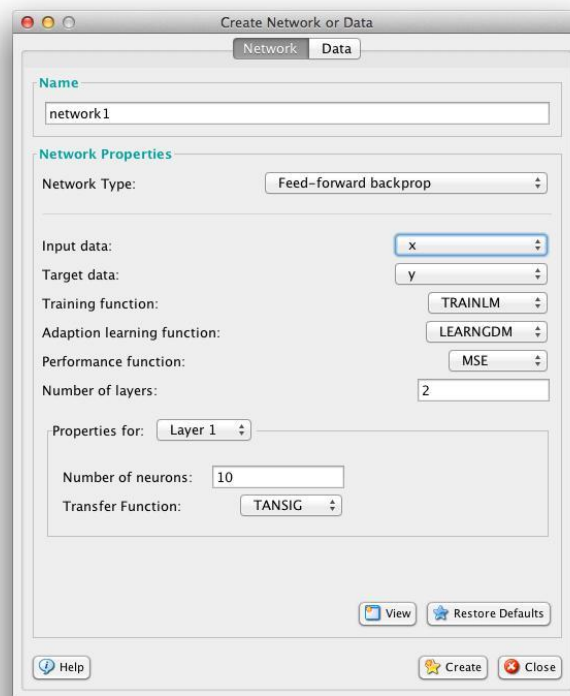 Create Network or Data
Network Data
Name
network1
Network Properties
Network Type: Feed-forward backprop
Input data: x
Target data: y
Training function: TRAINLM
Adaption learning function: LEARNGDM
Performance function: MSE
Number of layers: 2
Properties for: Layer 1
Number of neurons: 10
Transfer Function: TANSIG
View Restore Defaults
Help Create Close